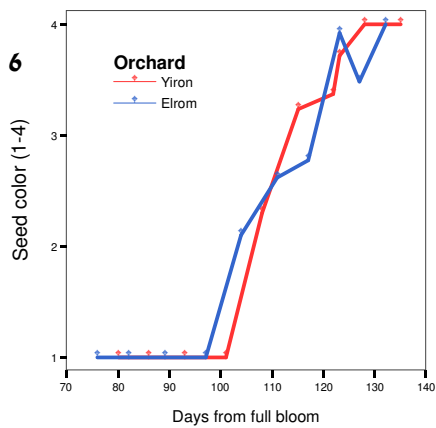 6
Orchard
Yiron
Elrom
Seed color (1-4)
4
3
2
1
70 80 90 100 110 120 130 140
Days from full bloom